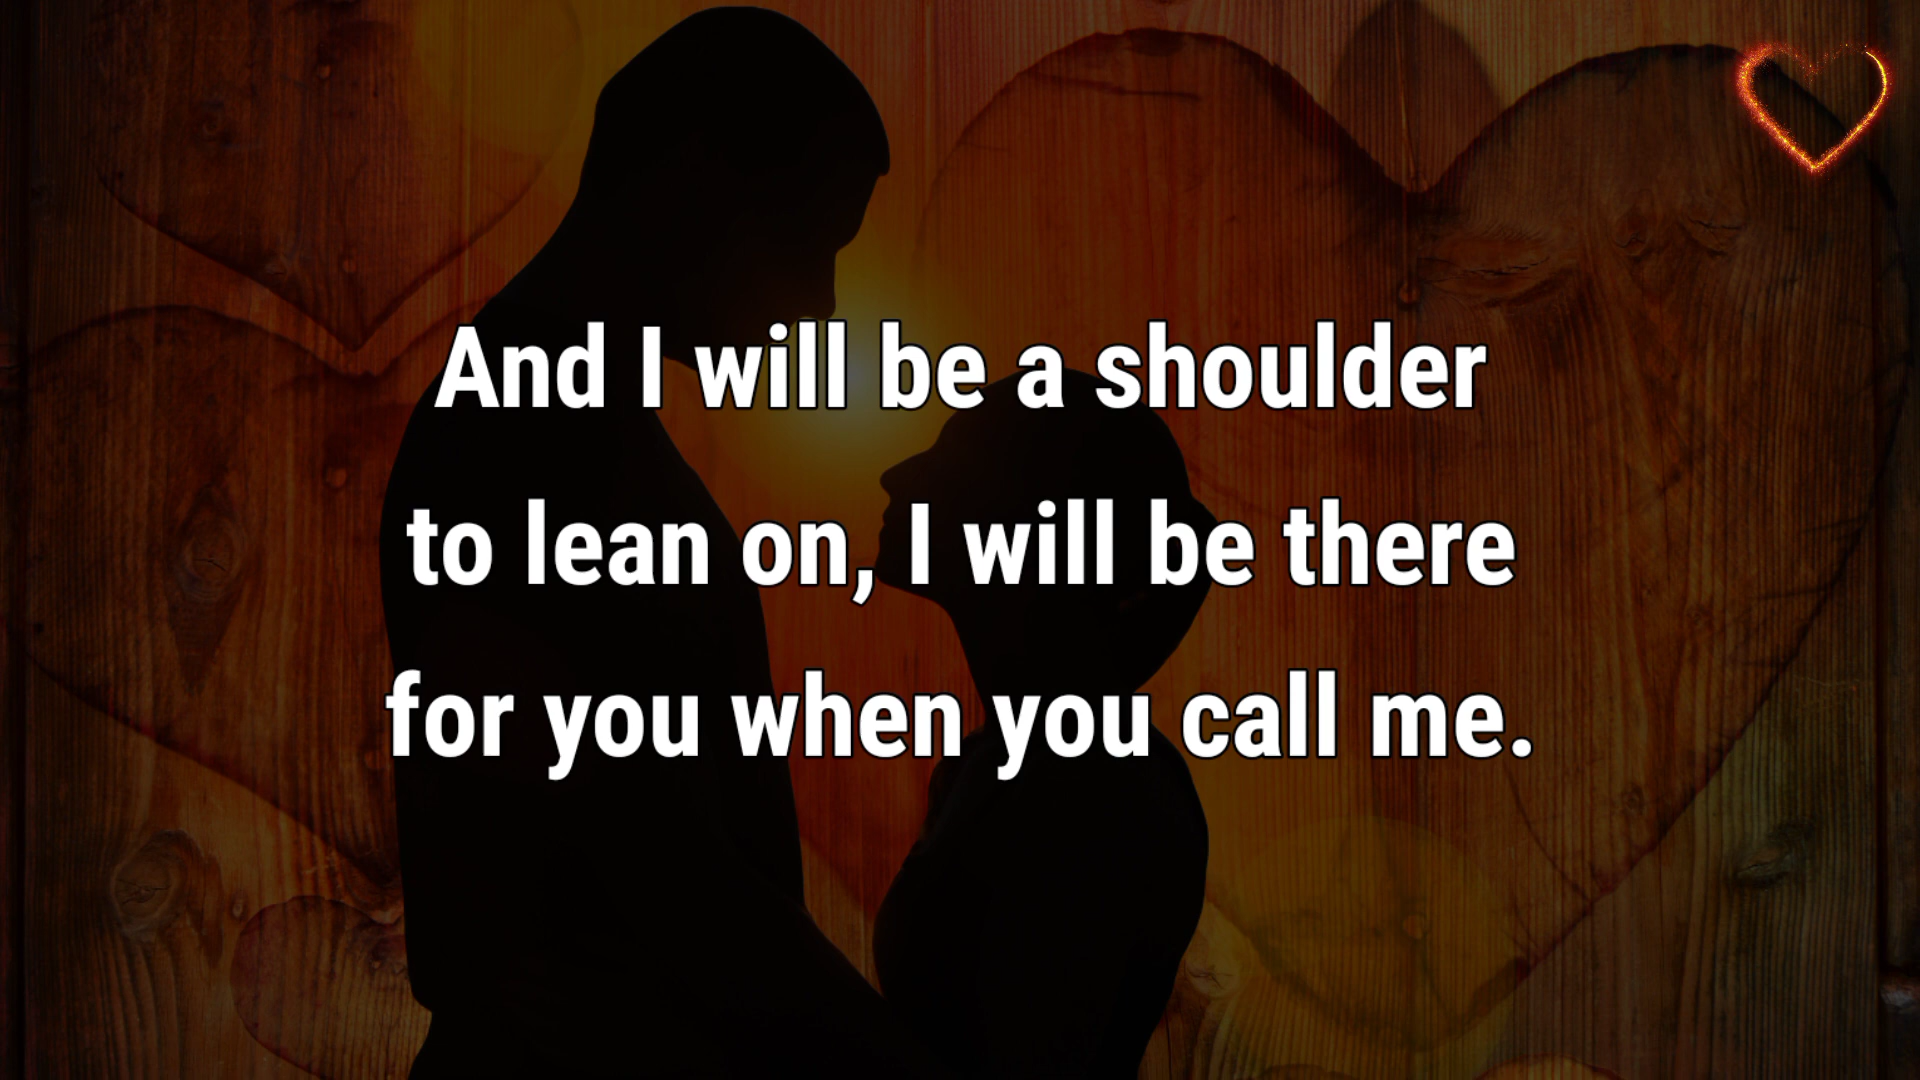 And I will be a shoulder
to lean on, I will be there
for you when you call me.